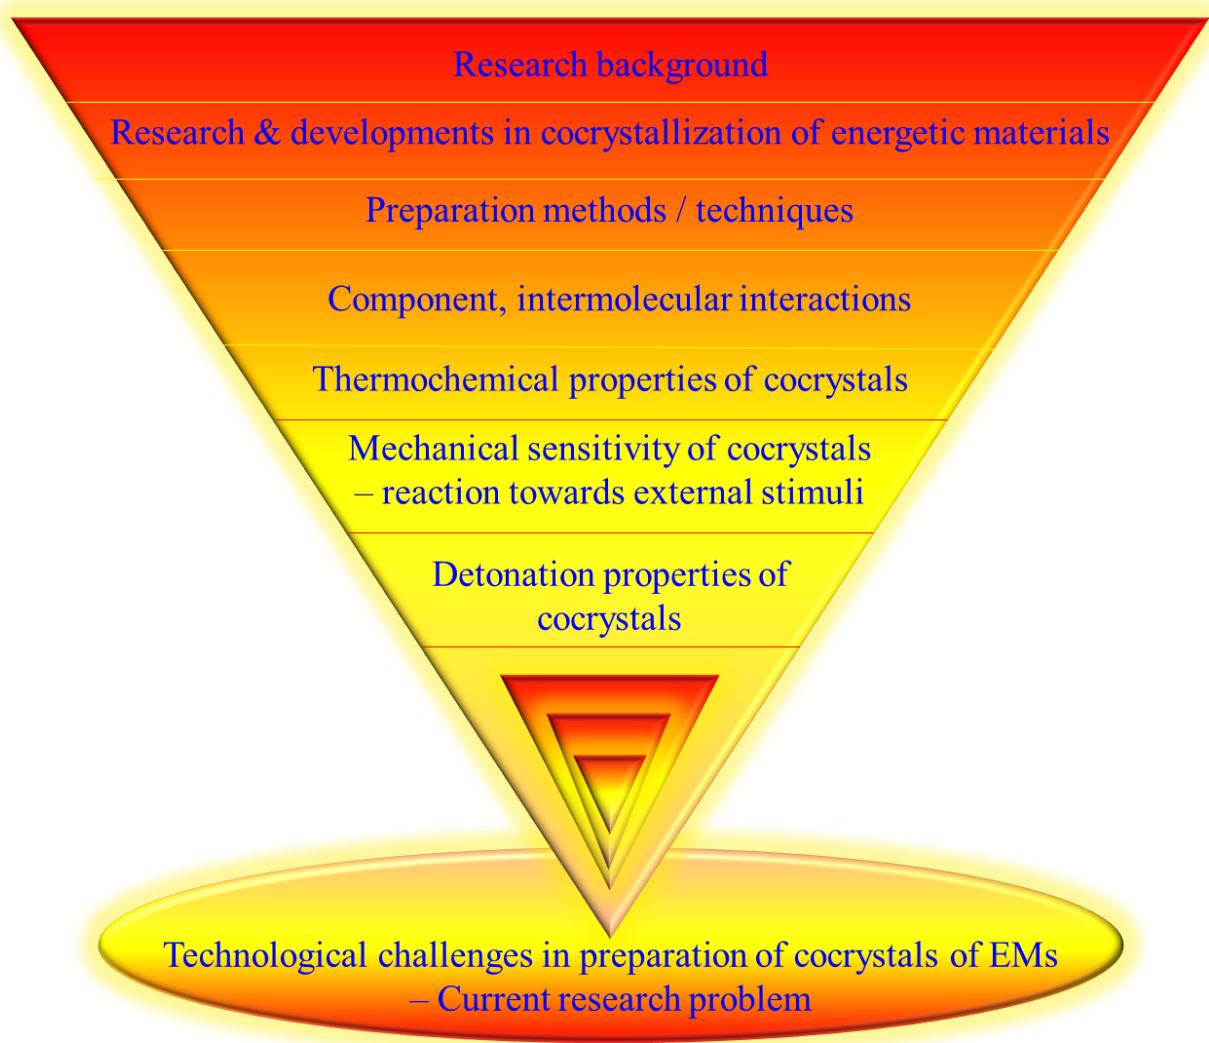 Research background
Research & developments in cocrystallization of energetic materials
Preparation methods / techniques
Component, intermolecular interactions
Thermochemical properties of cocrystals
Mechanical sensitivity of cocrystals
– reaction towards external stimuli
Detonation properties of
cocrystals
Technological challenges in preparation of cocrystals of EMs
– Current research problem